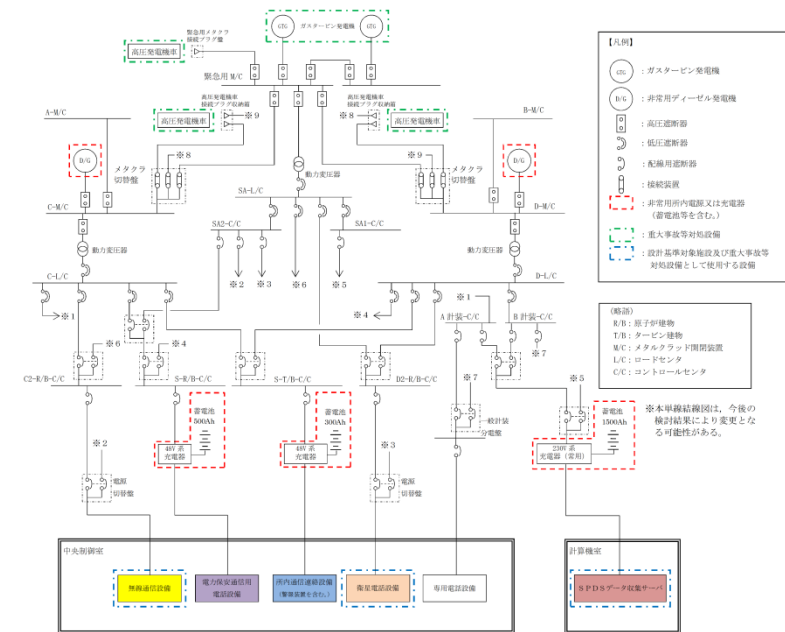 緊急用メタクラ
接続プラグ盤
高圧発電機車
GTG
ガスタービン発電機
GTG
緊急用 M/C
高圧発電機車
接続プラグ収納箱
高圧発電機車
接続プラグ収納箱
A-M/C
高圧発電機車
※9
※8
高圧発電機車
B-M/C
D/G
※8
メタクラ
切替盤
動力変圧器
※9
メタクラ
切替盤
D/G
C-M/C
SA-L/C
D-M/C
動力変圧器
SA2-C/C
SA1-C/C
動力変圧器
C-L/C
※2
※3
※6
※5
D-L/C
※1
※4
※1
A 計装-C/C
B 計装-C/C
※6
※4
※7
C2-R/B-C/C
S-R/B-C/C
S-T/B-C/C
D2-R/B-C/C
※7
※5
蓄電池
500Ah
蓄電池
300Ah
一般計装
分電盤
蓄電池
1500Ah
※2
48V 系
充電器
48V 系
充電器
※3
230V 系
充電器(常用)
電源
切替盤
電源
切替盤
中央制御室
計算機室
無線通信設備
電力保安通信用
電話設備
所内通信連絡設備
(警報装置を含む。)
衛星電話設備
専用電話設備
SPDSデータ収集サーバ
【凡例】
GTG
:ガスタービン発電機
D/G
:非常用ディーゼル発電機
:高圧遮断器
:低圧遮断器
:配線用遮断器
:接続装置
:非常用所内電源又は充電器
(蓄電池等を含む。)
:重大事故等対処設備
:設計基準対象施設及び重大事故等
対処設備として使用する設備
(略語)
R/B:原子炉建物
T/B:タービン建物
M/C:メタルクラッド開閉装置
L/C:ロードセンタ
C/C:コントロールセンタ
※本単線結線図は,今後の
検討結果により変更とな
る可能性がある。